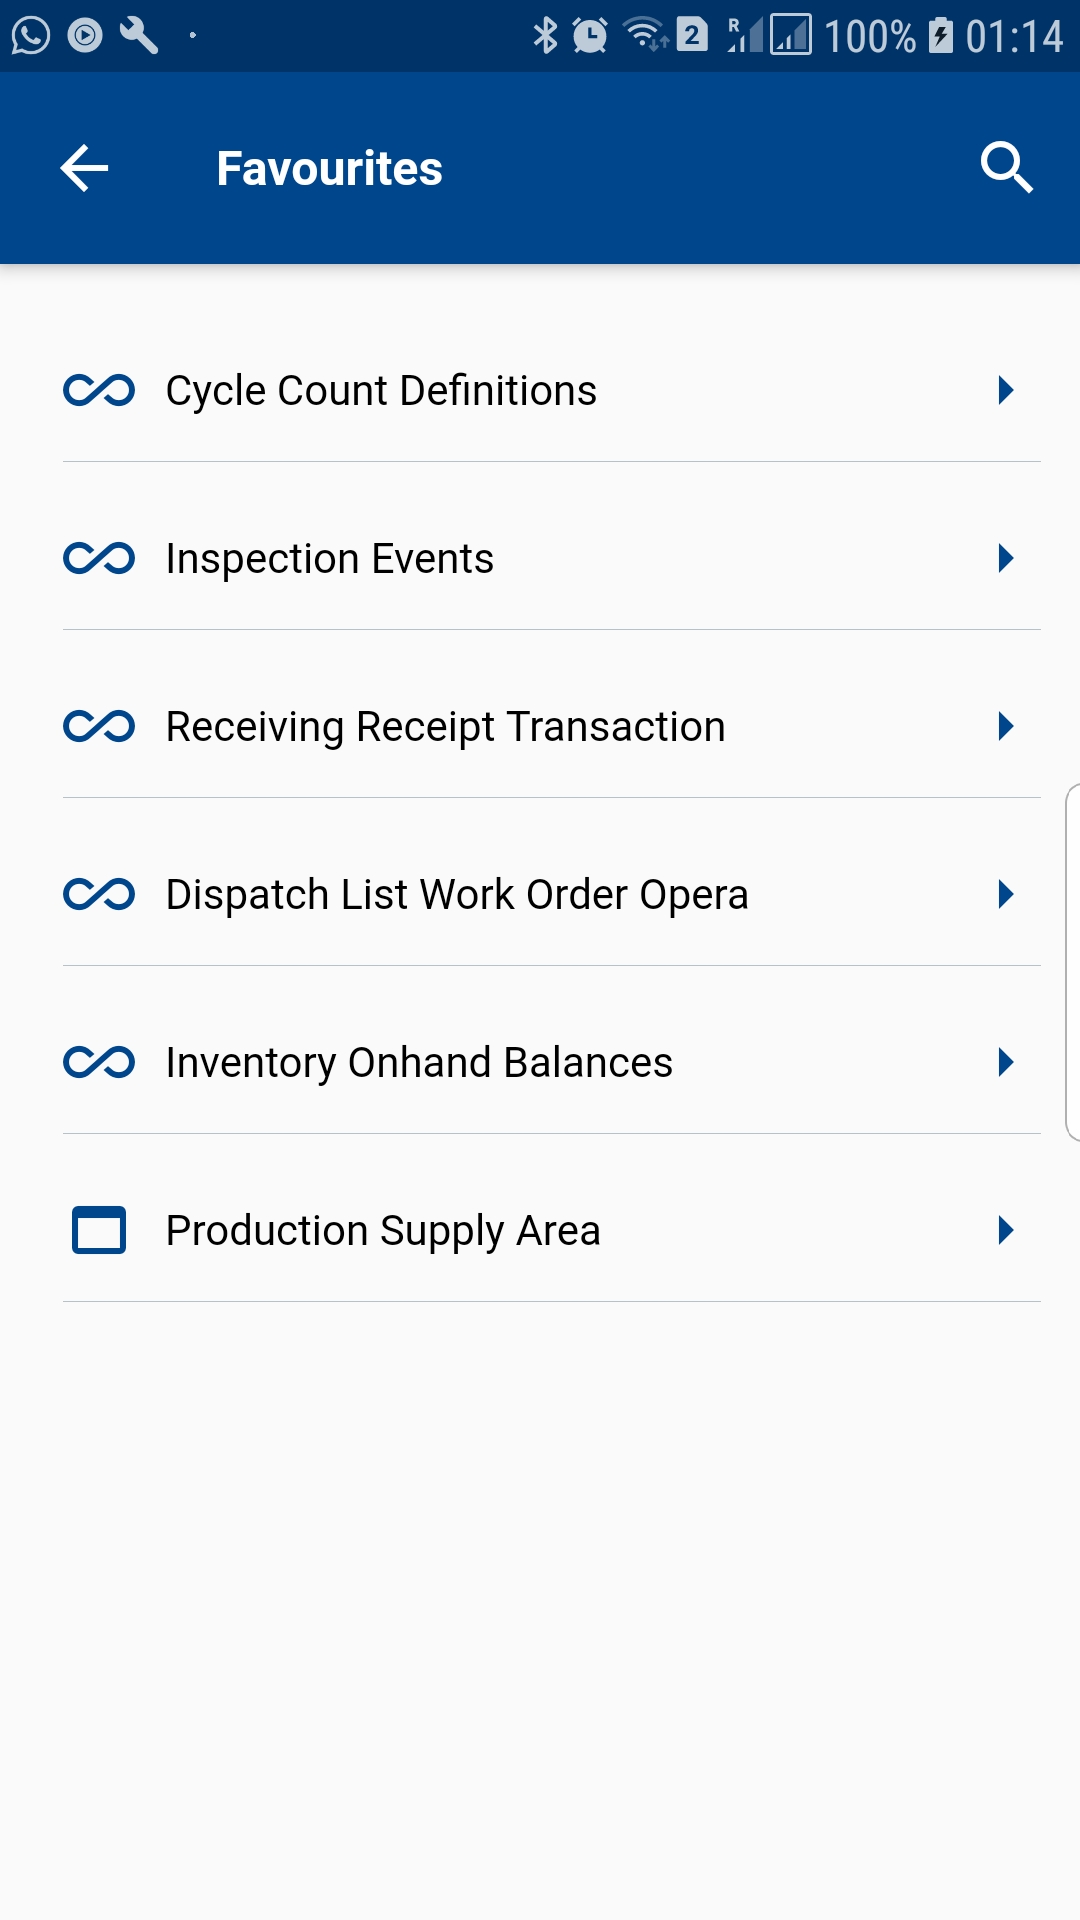 2 R 100% 01:14
Favourites
Cycle Count Definitions
Inspection Events
Receiving Receipt Transaction
Dispatch List Work Order Opera
Inventory Onhand Balances
Production Supply Area